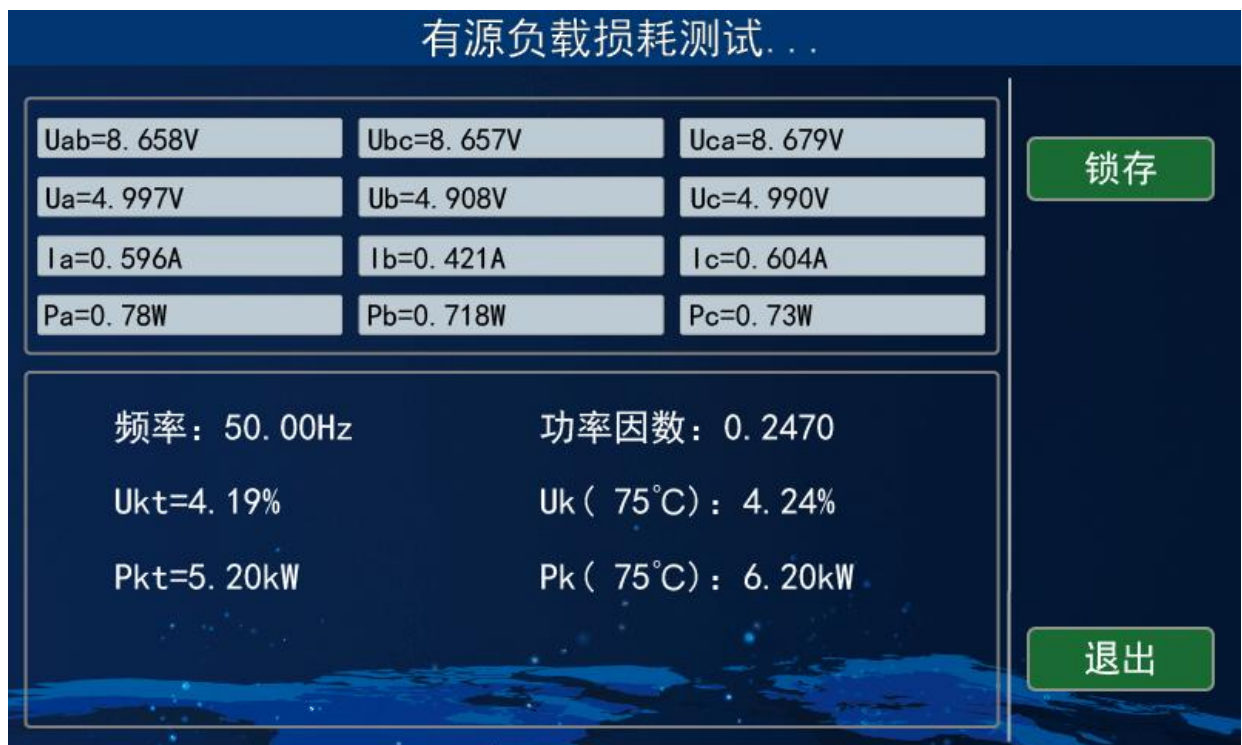 有源负载损耗测试...
Uab=8.658V Ubc=8.657V Uca=8.679V
锁存
Ua=4.997V Ub=4.908V Uc=4.990V
Ia=0.596A Ib=0.421A Ic=0.604A
Pa=0.78W Pb=0.718W Pc=0.73W
频率：50.00Hz 功率因数：0.2470
Ukt=4.19% Uk(75℃)：4.24%
Pkt=5.20kW Pk(75℃)：6.20kW
退出